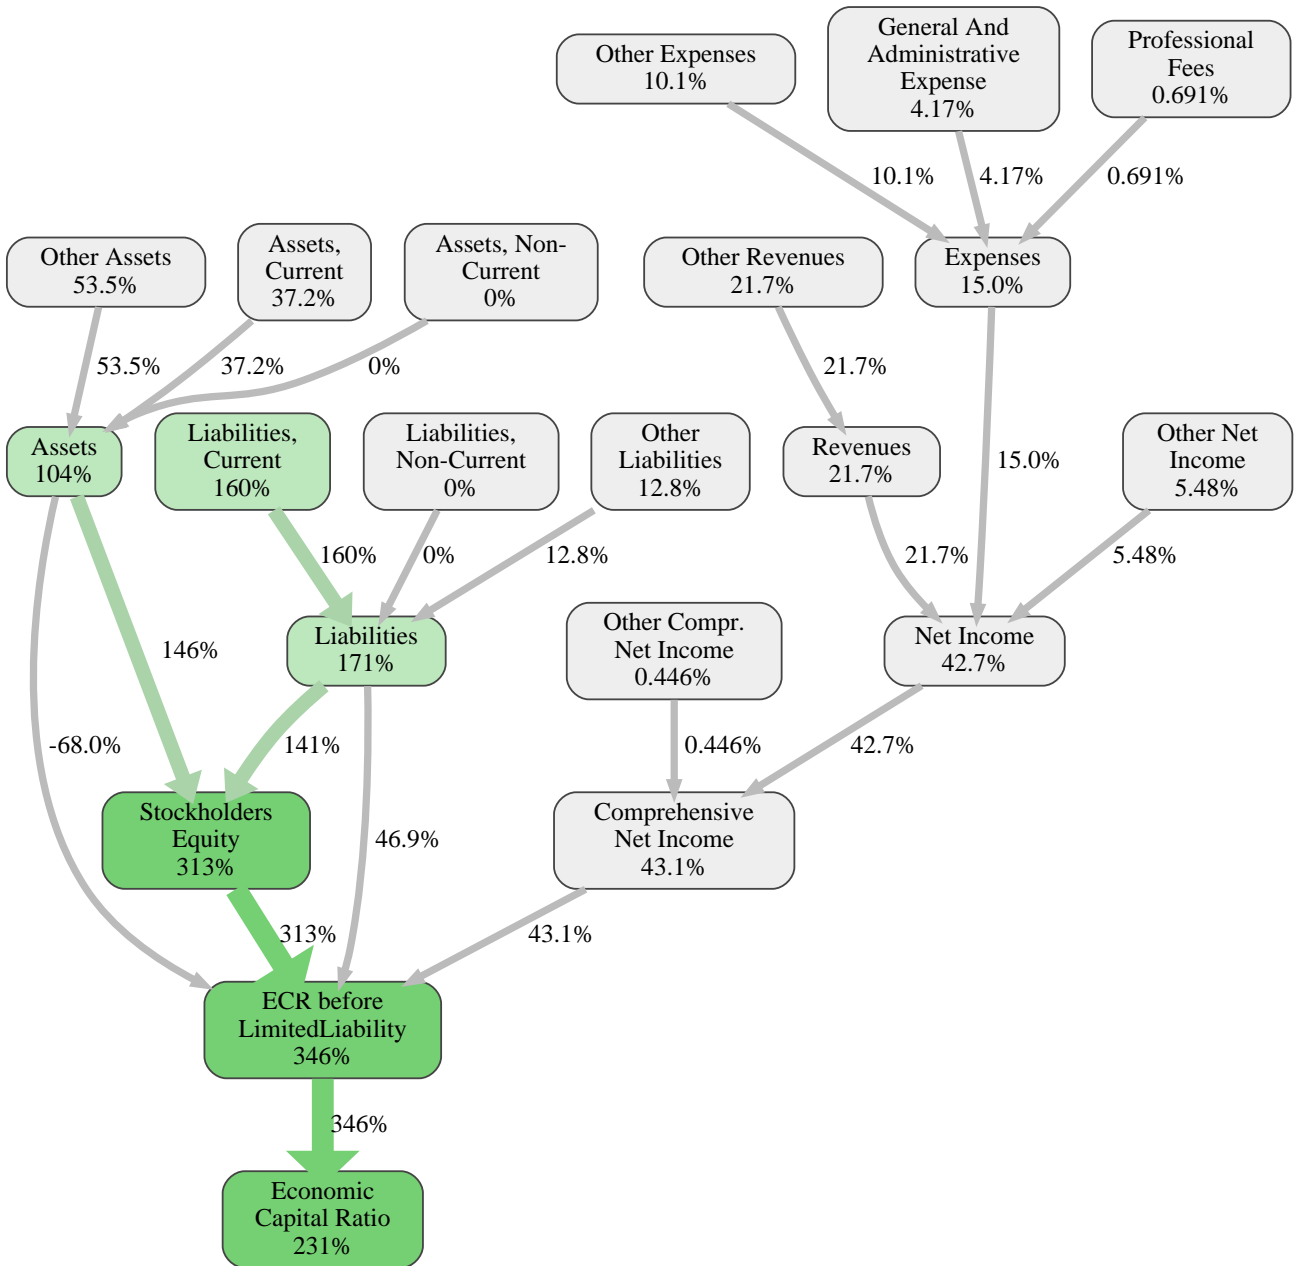 Other Expenses
10.1%
General And
Administrative
Expense
4.17%
Professional
Fees
0.691%
10.1%
4.17%
0.691%
Other Assets
53.5%
Assets,
Current
37.2%
Assets, Non-
Current
0%
Other Revenues
21.7%
Expenses
15.0%
53.5%
37.2%
0%
21.7%
Assets
104%
Liabilities,
Current
160%
Liabilities,
Non-Current
0%
Other
Liabilities
12.8%
Revenues
21.7%
15.0%
Other Net
Income
5.48%
160%
0%
12.8%
21.7%
5.48%
146%
Liabilities
171%
Other Compr.
Net Income
0.446%
Net Income
42.7%
-68.0%
141%
0.446%
42.7%
Stockholders
Equity
313%
46.9%
Comprehensive
Net Income
43.1%
313%
43.1%
ECR before
LimitedLiability
346%
346%
Economic
Capital Ratio
231%